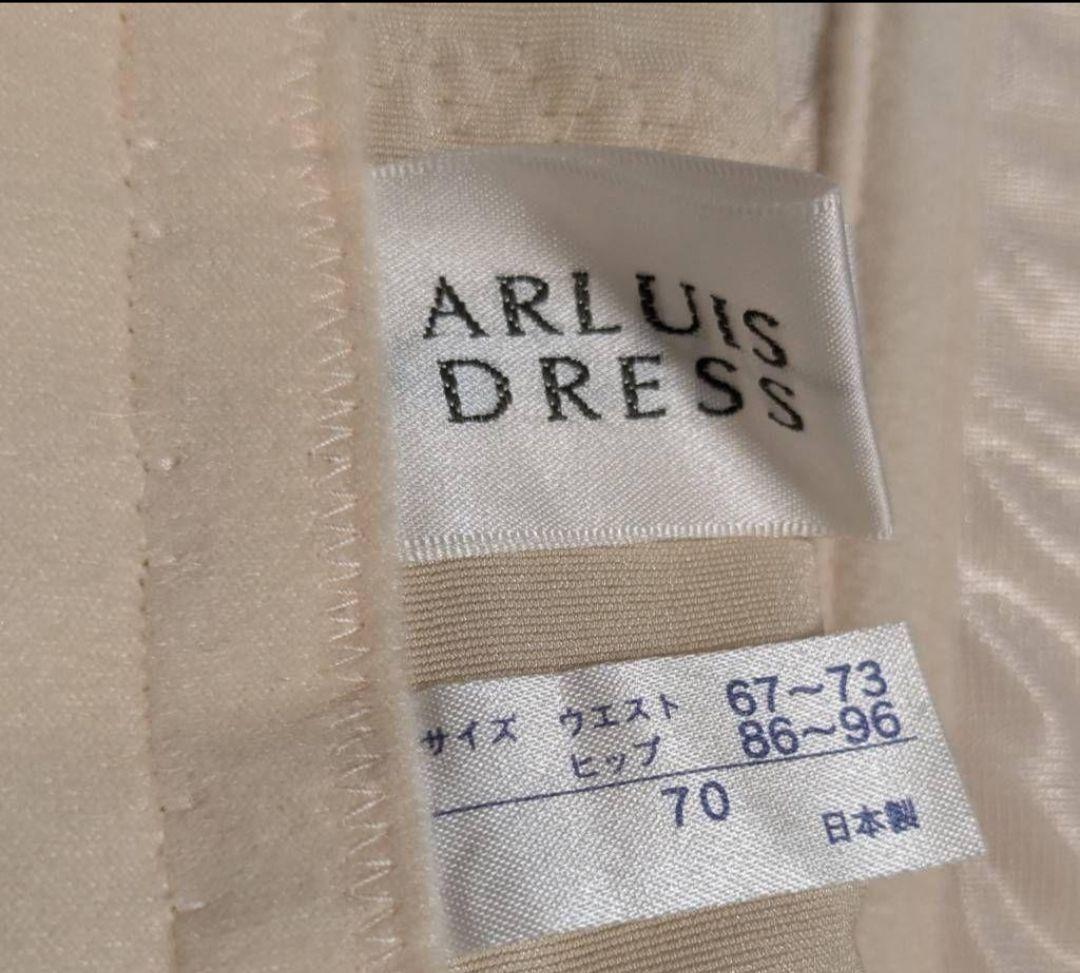 ARLUIS
DRESS
サイズ ウエスト 67~73
ヒップ 86~96
70
日本製